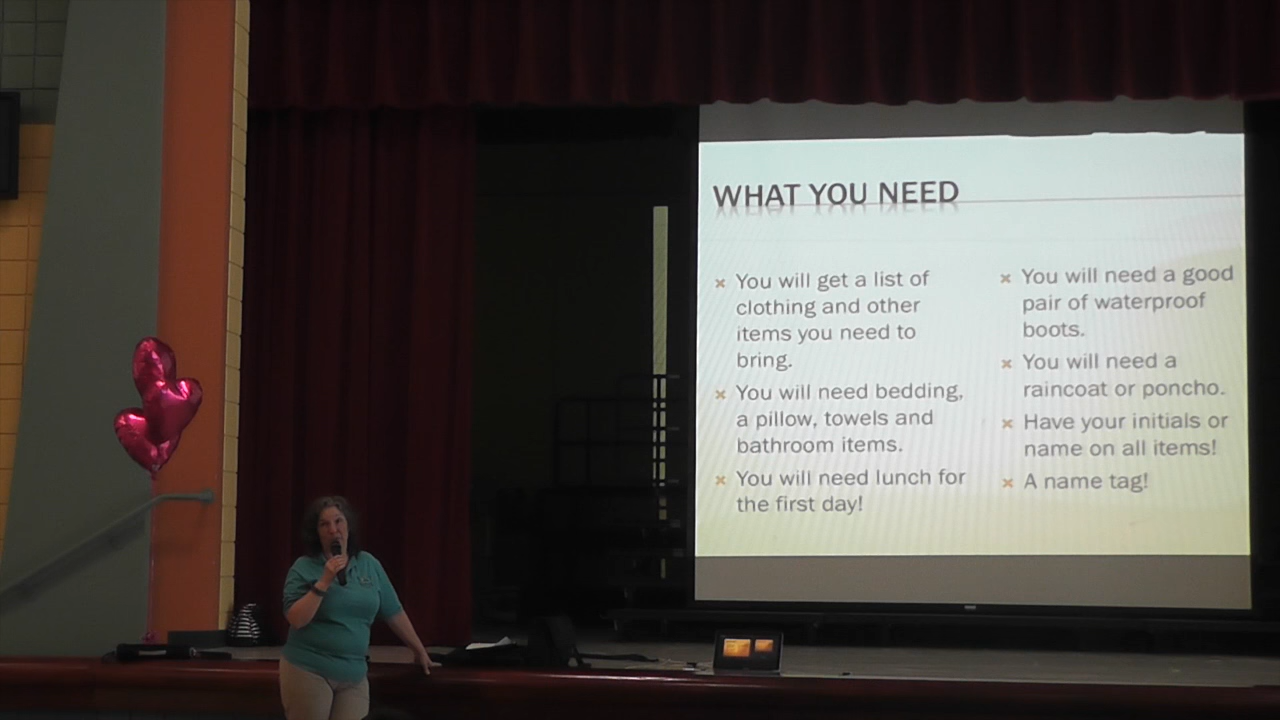 WHAT YOU NEED
You will get a list of
clothing and other
items you need to
bring.
You will need bedding,
a pillow, towels and
bathroom items.
You will need lunch for
the first day!
You will need a good
pair of waterproof
boots.
You will need a
raincoat or poncho.
Have your initials or
name on all items!
A name tag!